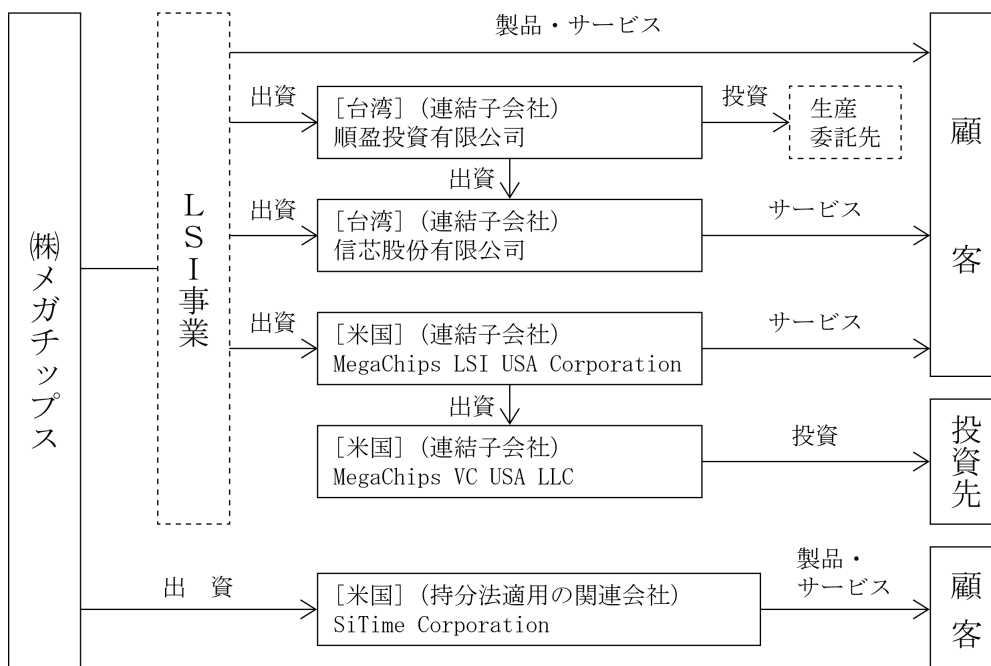 ㈱メガチップス
LSI事業
製品・サービス
出資
[台湾](連結子会社)
順盈投資有限公司
投資
生産
委託先
出資
出資
[台湾](連結子会社)
信芯股份有限公司
サービス
出資
[米国](連結子会社)
MegaChips LSI USA Corporation
サービス
顧客
出資
[米国](連結子会社)
MegaChips VC USA LLC
投資
投資先
出　資
[米国](持分法適用の関連会社)
SiTime Corporation
製品・
サービス
顧客